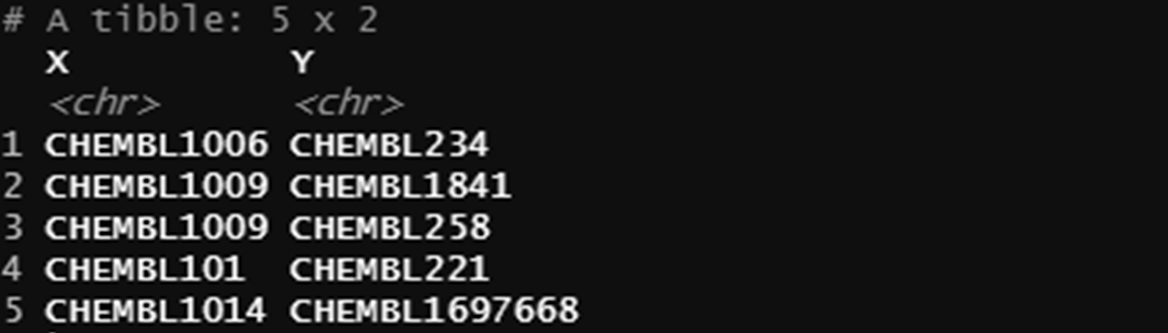 # A tibble: 5 x 2
X Y
<chr> <chr>
1 CHEMBL1006 CHEMBL234
2 CHEMBL1009 CHEMBL1841
3 CHEMBL1009 CHEMBL258
4 CHEMBL101 CHEMBL221
5 CHEMBL1014 CHEMBL1697668